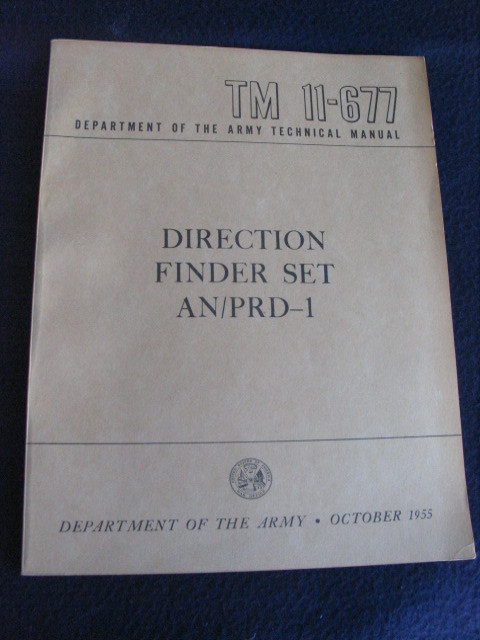 TM 11-677
DEPARTMENT OF THE ARMY TECHNICAL MANUAL
DIRECTION
FINDER SET
AN/PRD-1
DEPARTMENT OF THE ARMY • OCTOBER 1955